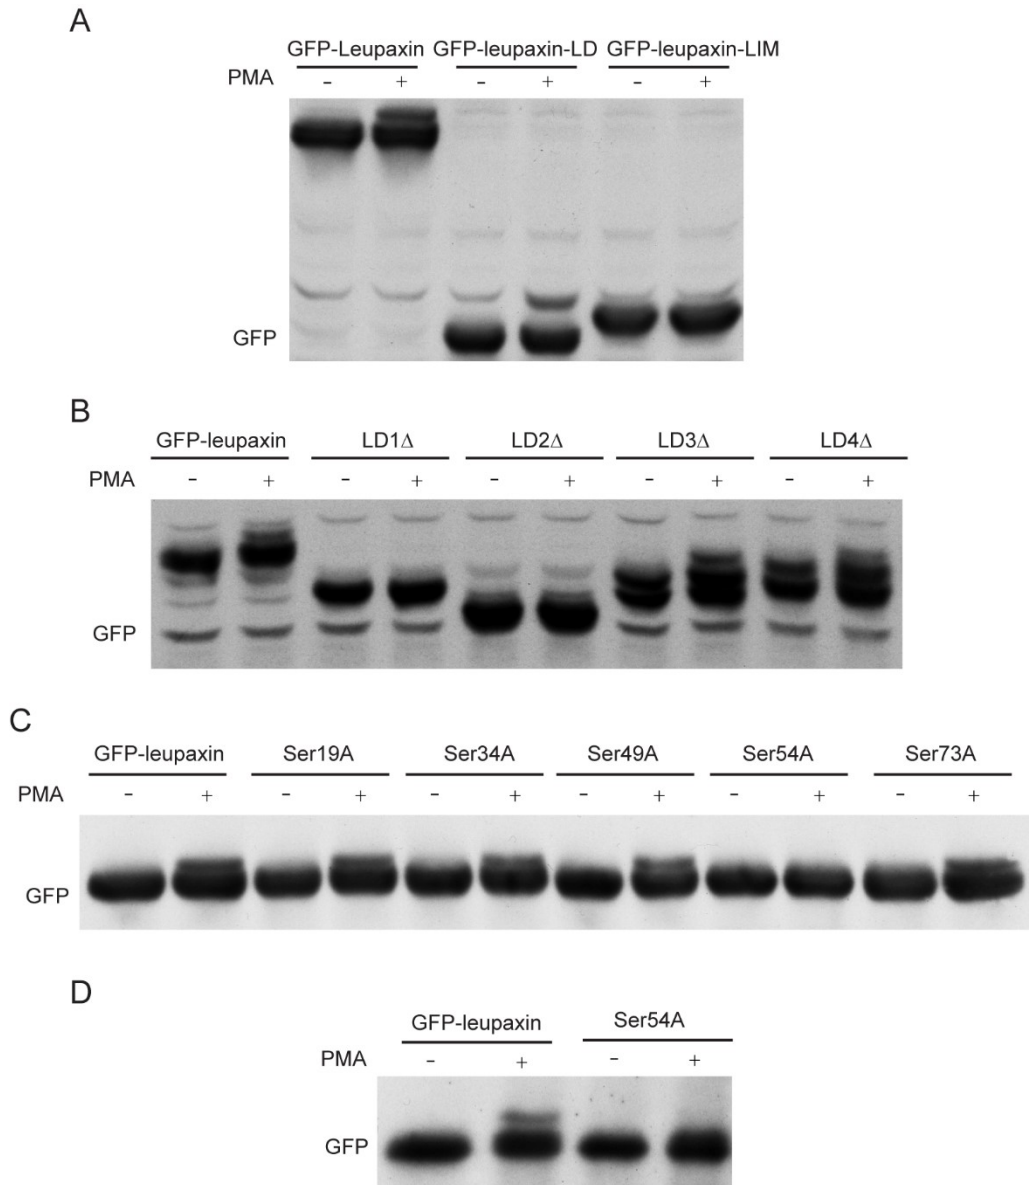 A
GFP-Leupaxin GFP-leupaxin-LD GFP-leupaxin-LIM
PMA - + - + - +
GFP
B
GFP-leupaxin LD1Δ LD2Δ LD3Δ LD4Δ
PMA - + - + - + - + - +
GFP
C
GFP-leupaxin Ser19A Ser34A Ser49A Ser54A Ser73A
PMA - + - + - + - + - + - +
GFP
D
GFP-leupaxin Ser54A
PMA - + - +
GFP